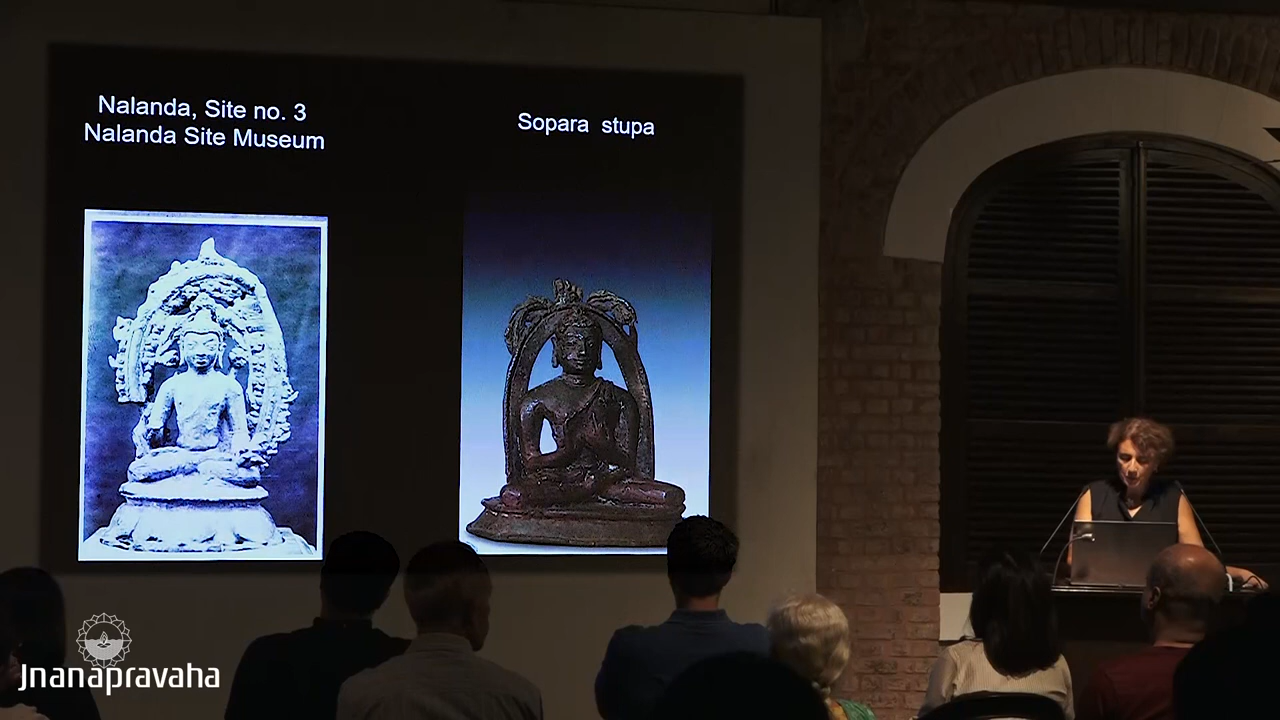 Nalanda, Site no. 3
Nalanda Site Museum
Sopara stupa
Jnanapravaha